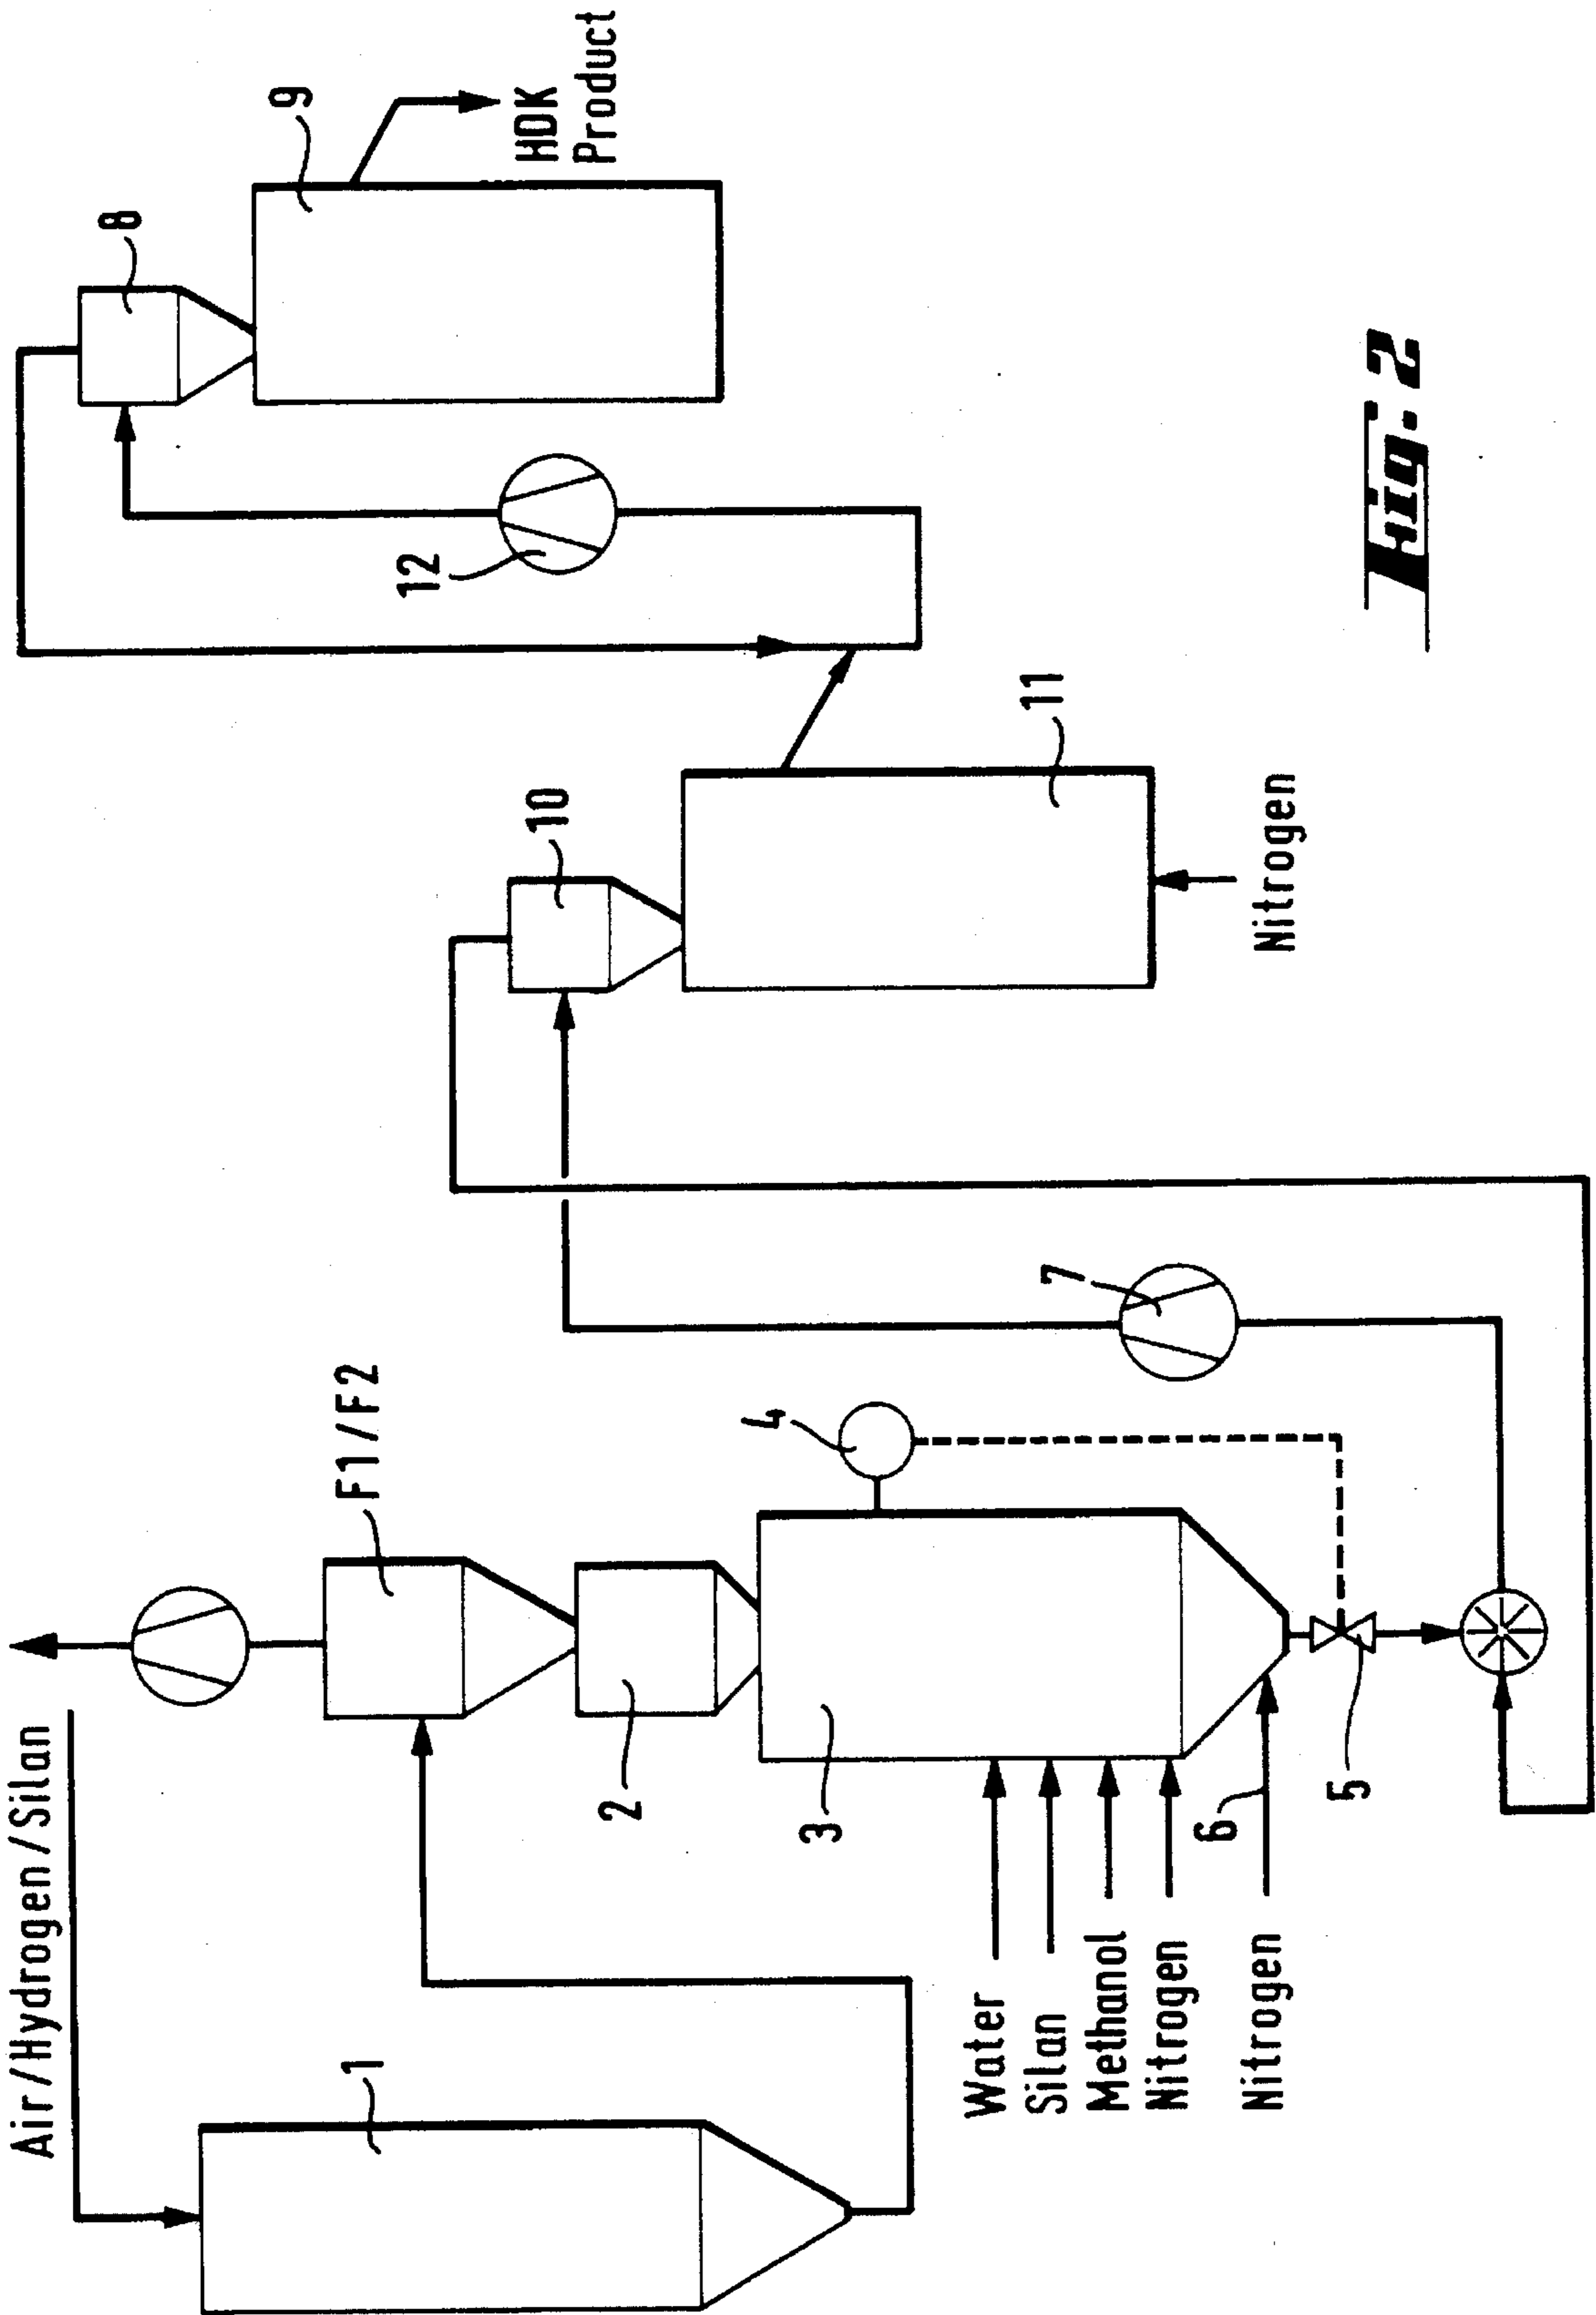 Air/Hydrogen/Silan
1
F1/F2
2
3
4
Water
Silan
Methanol
Nitrogen
6
Nitrogen
5
7
10
11
Nitrogen
12
8
9
HDK
Product
Fig. 2